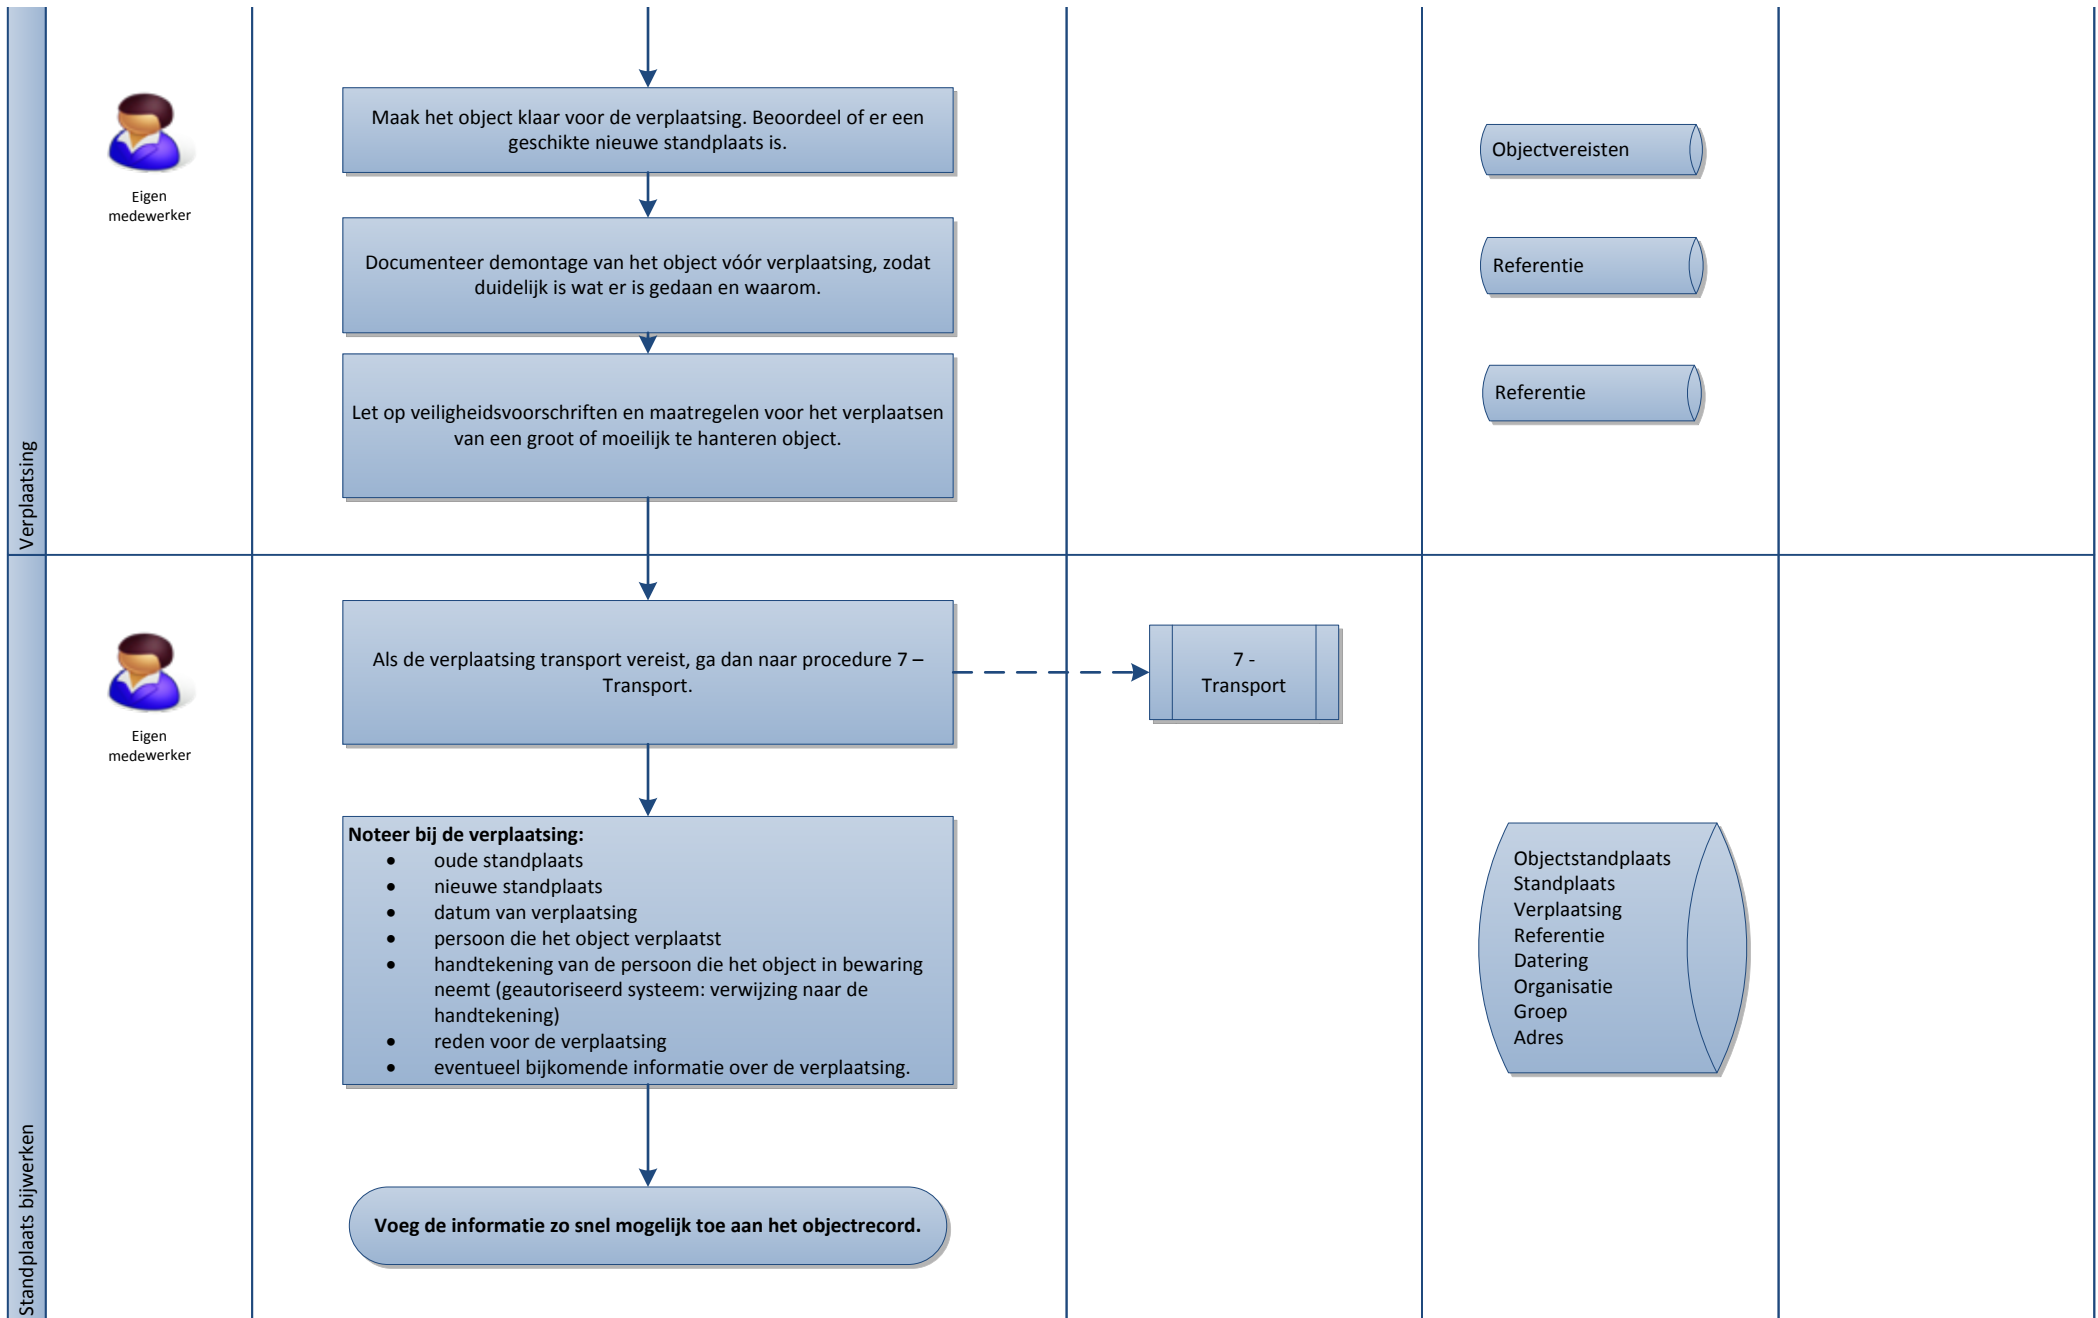 Verplaatsing
Eigen
medewerker
Maak het object klaar voor de verplaatsing. Beoordeel of er een
geschikte nieuwe standplaats is.
Objectvereisten
Documenteer demontage van het object vóór verplaatsing, zodat
duidelijk is wat er is gedaan en waarom.
Referentie
Let op veiligheidsvoorschriften en maatregelen voor het verplaatsen
van een groot of moeilijk te hanteren object.
Referentie
Standplaats bijwerken
Eigen
medewerker
Als de verplaatsing transport vereist, ga dan naar procedure 7 –
Transport.
7 -
Transport
Noteer bij de verplaatsing:
• oude standplaats
• nieuwe standplaats
• datum van verplaatsing
• persoon die het object verplaatst
• handtekening van de persoon die het object in bewaring
neemt (geautoriseerd systeem: verwijzing naar de
handtekening)
• reden voor de verplaatsing
• eventueel bijkomende informatie over de verplaatsing.
Objectstandplaats
Standplaats
Verplaatsing
Referentie
Datering
Organisatie
Groep
Adres
Voeg de informatie zo snel mogelijk toe aan het objectrecord.